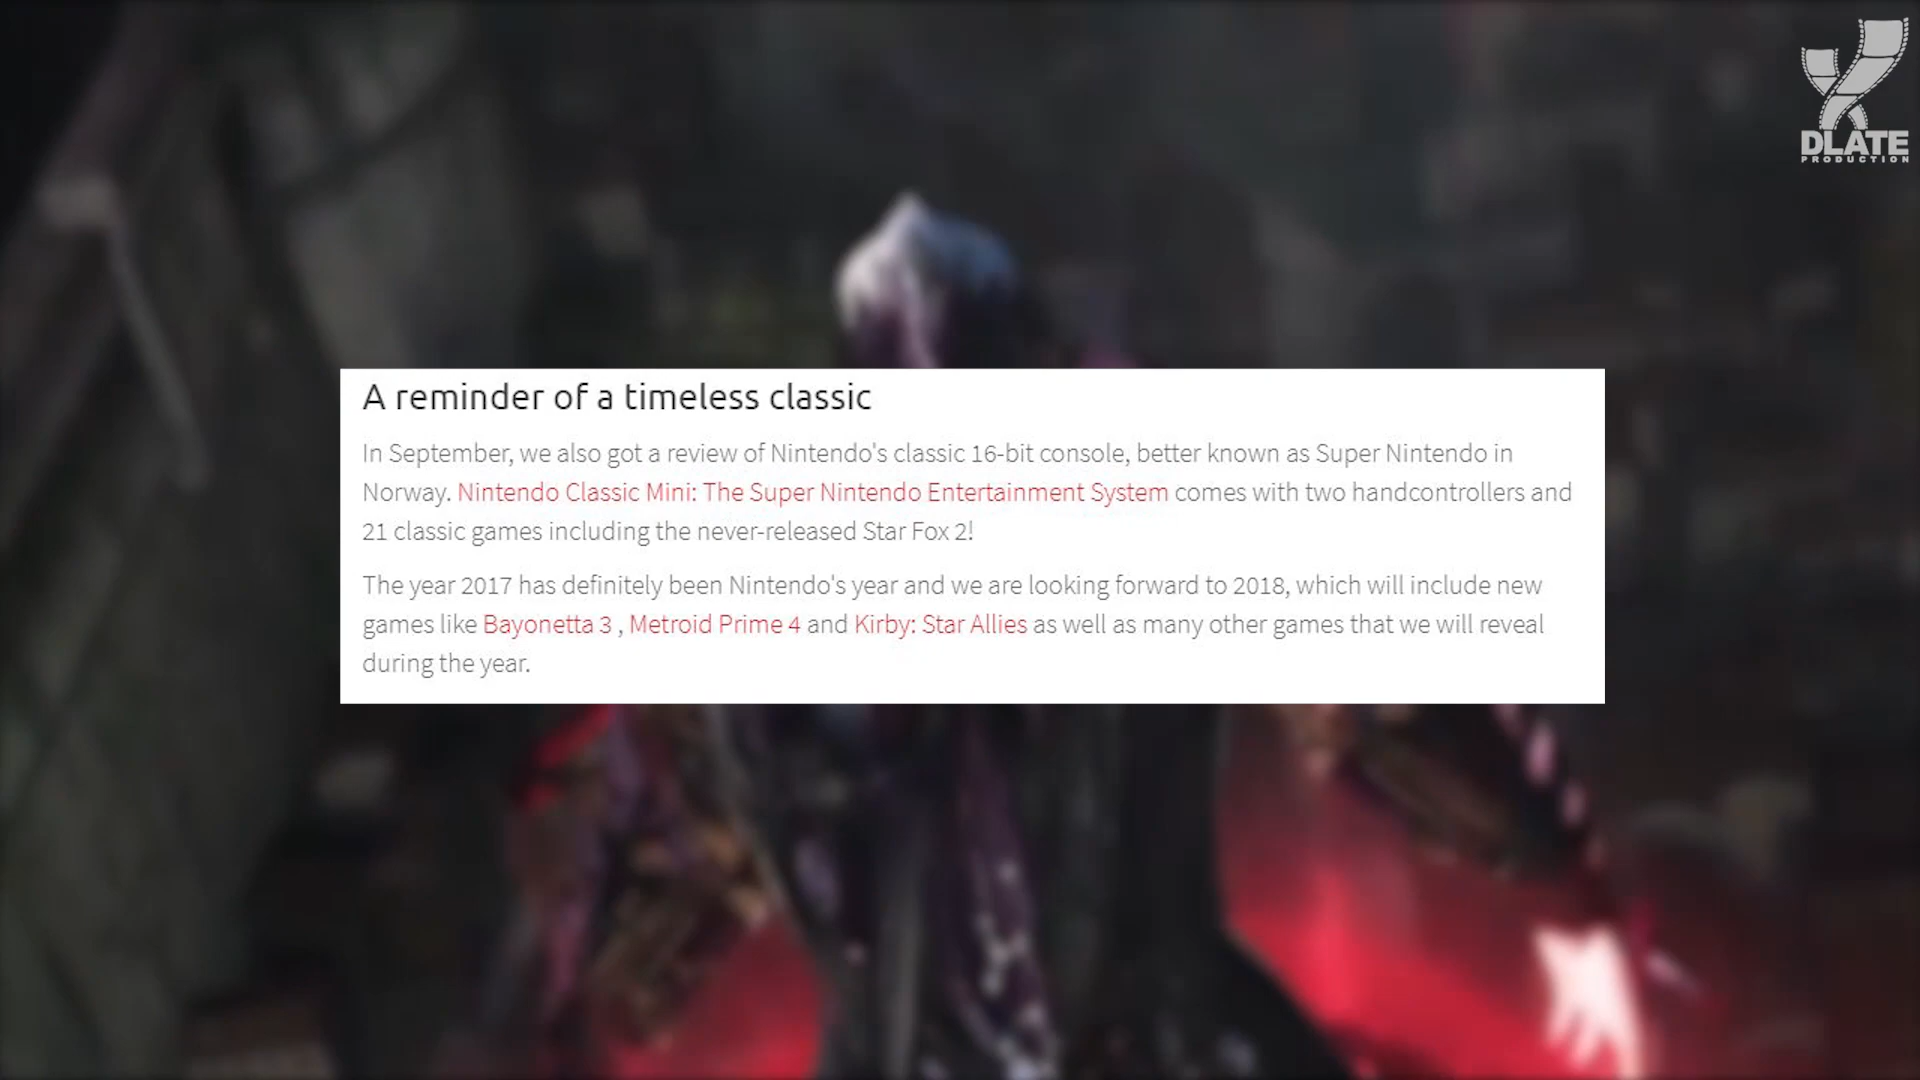 DLATE
PRODUCTION
A reminder of a timeless classic
In September, we also got a review of Nintendo's classic 16-bit console, better known as Super Nintendo in
Norway. Nintendo Classic Mini: The Super Nintendo Entertainment System comes with two handcontrollers and
21 classic games including the never-released Star Fox 2!
The year 2017 has definitely been Nintendo's year and we are looking forward to 2018, which will include new
games like Bayonetta 3 , Metroid Prime 4 and Kirby: Star Allies as well as many other games that we will reveal
during the year.